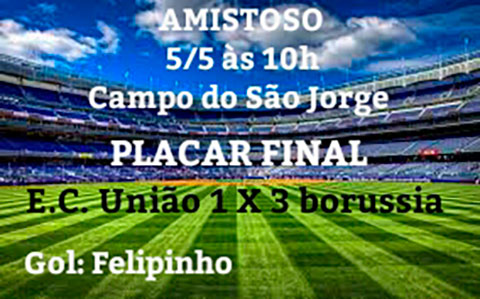 AMISTOSO
5/5 às 10h
Campo do São Jorge
PLACAR FINAL
E.C. União 1 X 3 borussia
Gol: Felipinho